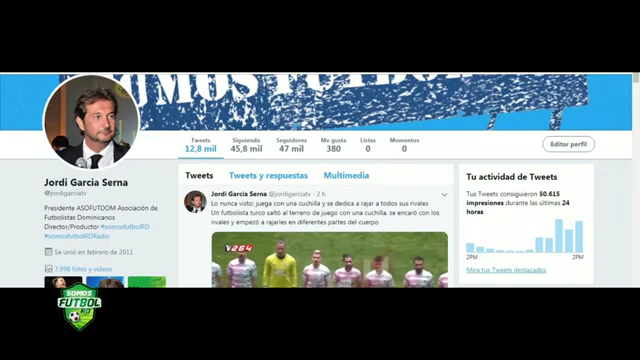 SUMOS FUTBOL
Tweets Siguiendo Seguidores Me gusta Listas Momentos
12,8 mil 45,8 mil 47 mil 380 0 0
Editar perfil
Jordi Garcia Serna
@jordigarciatv
Presidente ASOFUTDOM Asociación de
Futbolistas Dominicanos
Director/Productor #somosfutbolRD
#somosfutbolRDRadio
Se unió en febrero de 2011
7.998 fotos y videos
Tweets Tweets y respuestas Multimedia
Jordi Garcia Serna @jordigarciatv · 2 h.
Lo nunca visto: juega con una cuchilla y se dedica a rajar a todos sus rivales
Un futbolista turco saltó al terreno de juego con una cuchilla, se encaró con los
rivales y empezó a rajarles en diferentes partes del cuerpo
V264
Tu actividad de Tweets
Tus Tweets consiguieron 50.615
impresiones durante las últimas 24
horas
2PM 2PM
Mira tus Tweets destacados
SOMOS
FUTBOL
RD